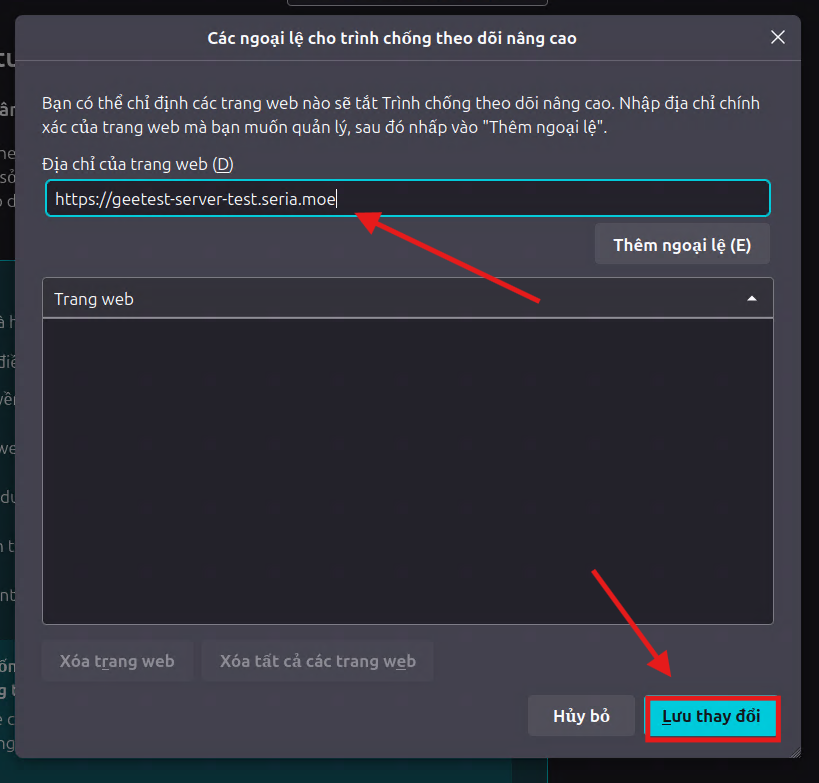 Các ngoại lệ cho trình chống theo dõi nâng cao
Bạn có thể chỉ định các trang web nào sẽ tắt Trình chống theo dõi nâng cao. Nhập địa chỉ chính
xác của trang web mà bạn muốn quản lý, sau đó nhấp vào "Thêm ngoại lệ".
Địa chỉ của trang web (D)
https://geetest-server-test.seria.moe
Thêm ngoại lệ (E)
Trang web
Xóa trang web
Xóa tất cả các trang web
Hủy bỏ
Lưu thay đổi